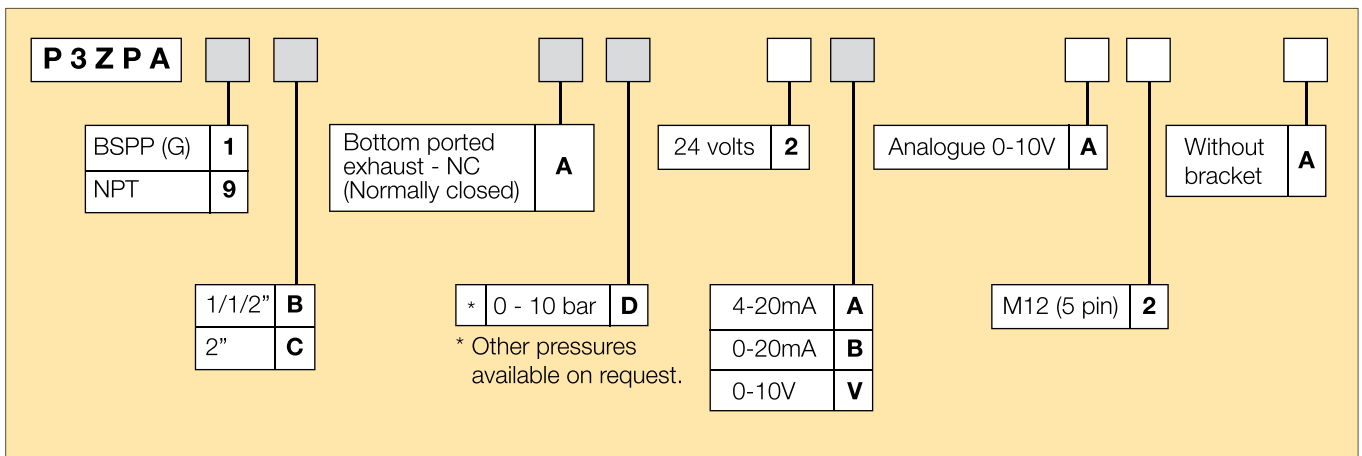 P 3 Z P A
BSPP (G) 1
NPT 9
Bottom ported
exhaust - NC
(Normally closed)
A
24 volts 2
Analogue 0-10V A
Without
bracket
A
1/1/2” B
2” C
* 0 - 10 bar D
* Other pressures
available on request.
4-20mA A
0-20mA B
0-10V V
M12 (5 pin) 2